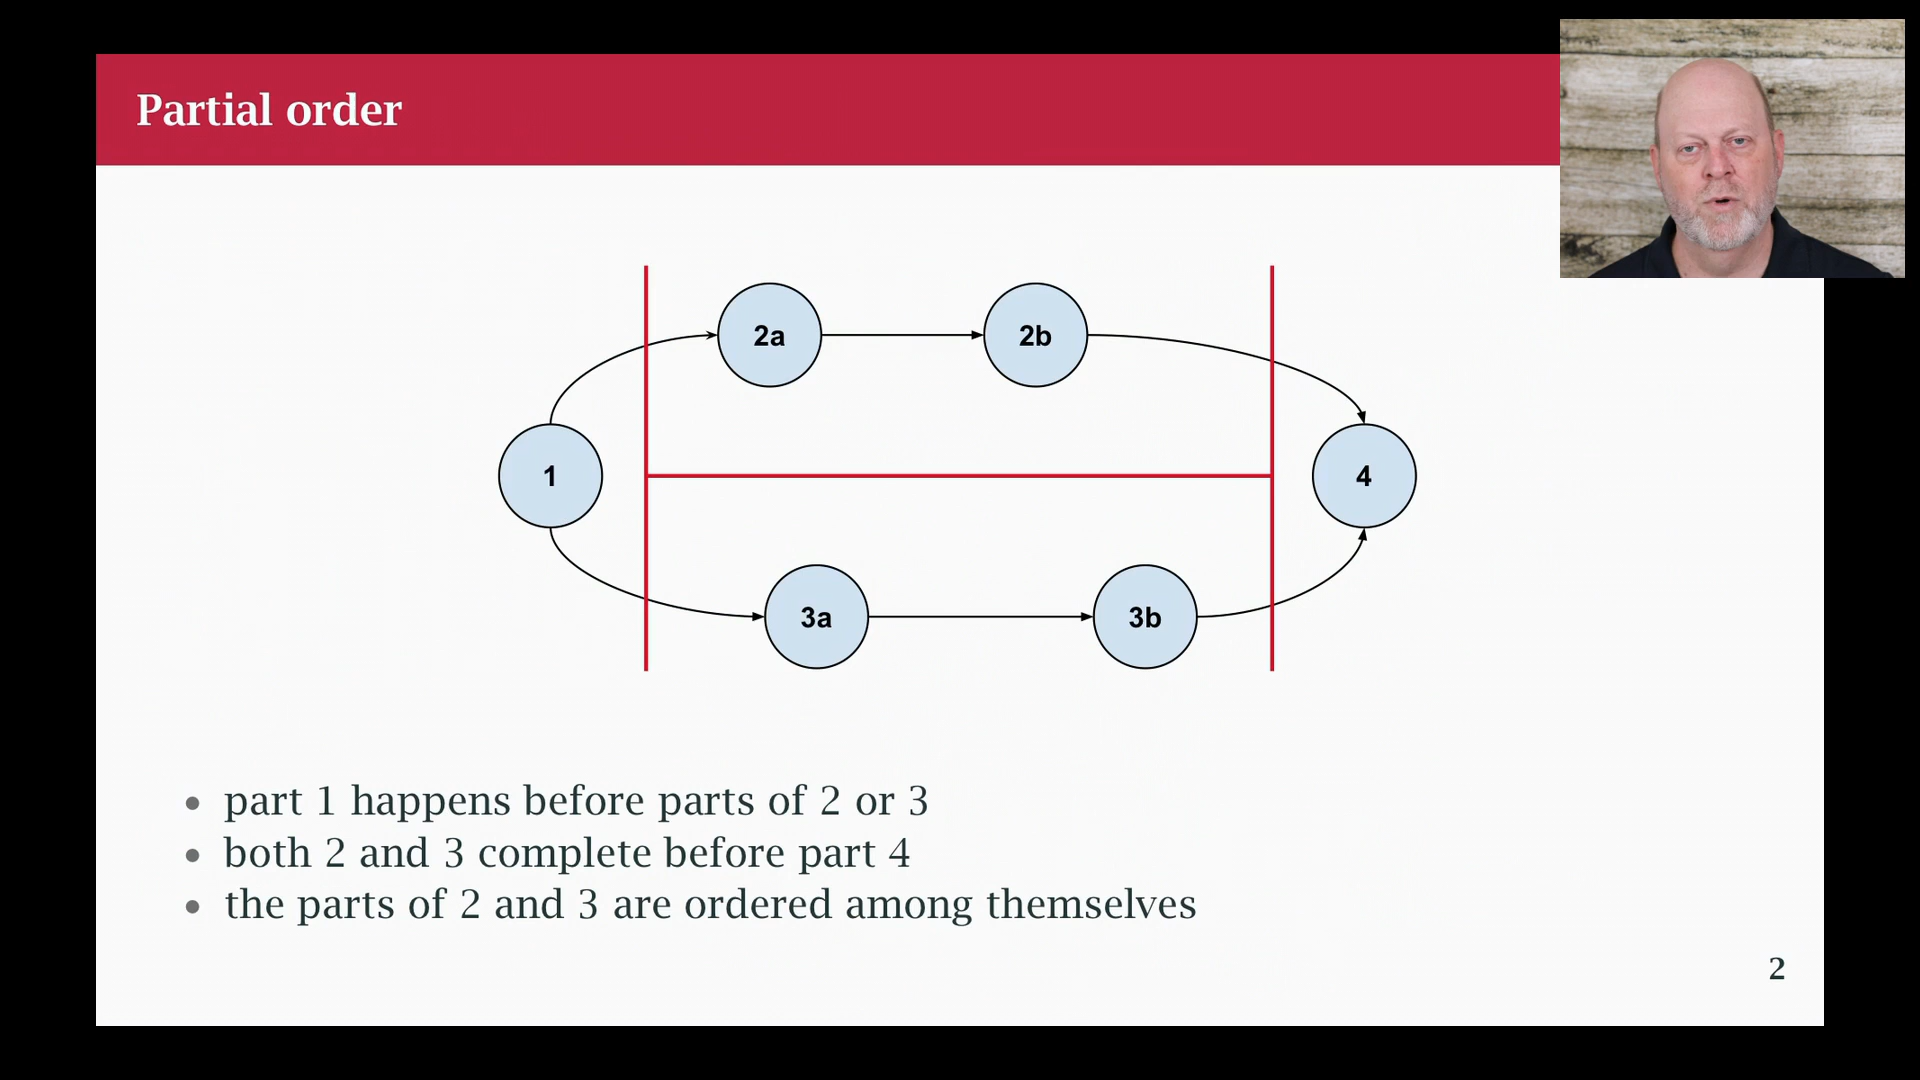 Partial order
2a
2b
1
4
3a
3b
• part 1 happens before parts of 2 or 3
• both 2 and 3 complete before part 4
• the parts of 2 and 3 are ordered among themselves
2